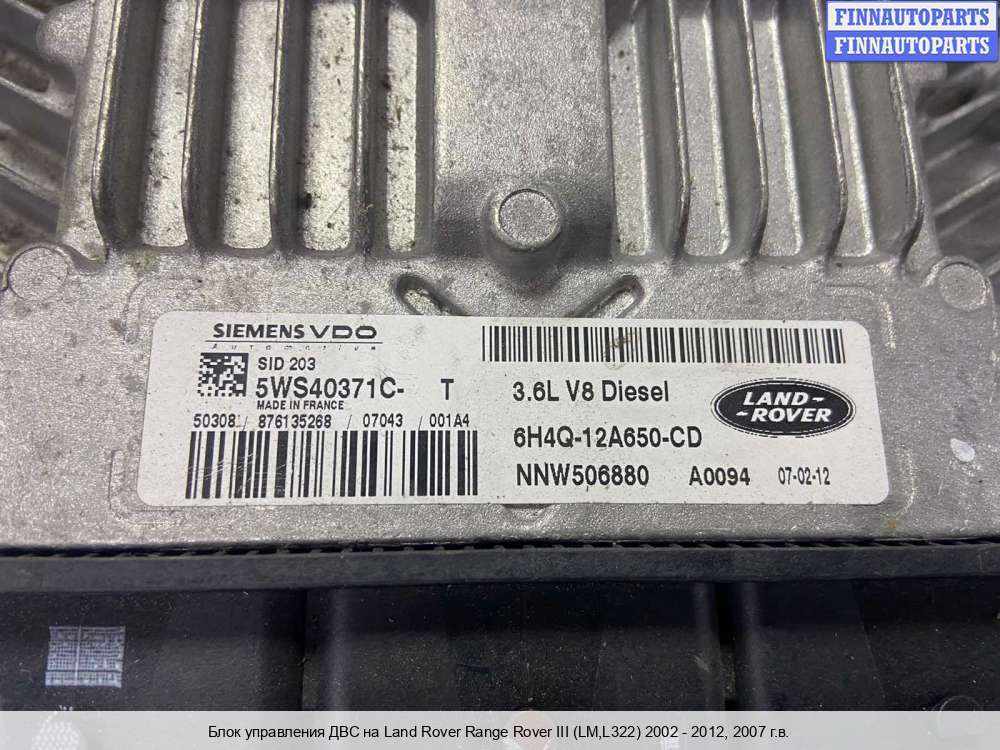 FINNAUTOPARTS
FINNAUTOPARTS
SIEMENS VDO
Automotive
SID 203
5WS40371C- T
MADE IN FRANCE
50308 / 876135268 / 07043 / 001A4
3.6L V8 Diesel
LAND-
-ROVER
6H4Q-12A650-CD
NNW506880 A0094 07-02-12
Блок управления ДВС на Land Rover Range Rover III (LM,L322) 2002 - 2012, 2007 г.в.